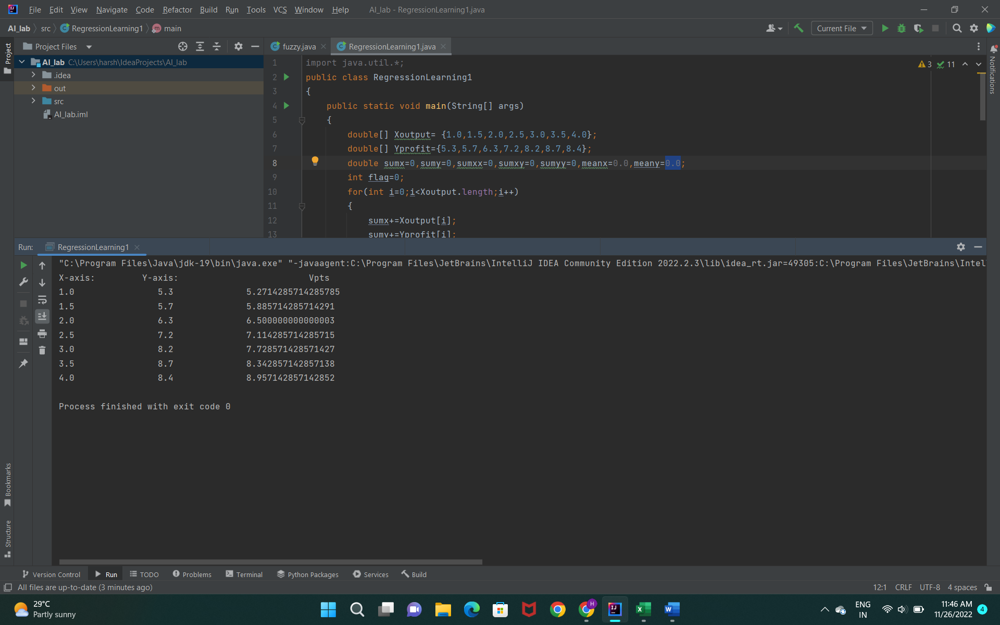 File Edit View Navigate Code Refactor Build Run Tools VCS Window Help AI_lab - RegressionLearning1.java
AI_lab src RegressionLearning1 main Current File
Project Files
fuzzy.java RegressionLearning1.java
Project
AI_lab C:\Users\harsh\IdeaProjects\AI_lab
.idea
out
src
AI_lab.iml
3 11
Notifications
1 import java.util.*;
2 public class RegressionLearning1
3 {
4 public static void main(String[] args)
5 {
6 double[] Xoutput= {1.0,1.5,2.0,2.5,3.0,3.5,4.0};
7 double[] Yprofit={5.3,5.7,6.3,7.2,8.2,8.7,8.4};
8 double sumx=0,sumy=0,sumxx=0,sumxy=0,sumyy=0,meanx=0.0,meany=0.0;
9 int flag=0;
10 for(int i=0;i<Xoutput.length;i++)
11 {
12 sumx+=Xoutput[i];
13 sumy+=Yprofit[i];
Run: RegressionLearning1
"C:\Program Files\Java\jdk-19\bin\java.exe" "-javaagent:C:\Program Files\JetBrains\IntelliJ IDEA Community Edition 2022.2.3\lib\idea_rt.jar=49305:C:\Program Files\JetBrains\Intel
X-axis: Y-axis: Vpts
1.0 5.3 5.2714285714285785
1.5 5.7 5.885714285714291
2.0 6.3 6.500000000000003
2.5 7.2 7.114285714285715
3.0 8.2 7.728571428571427
3.5 8.7 8.342857142857138
4.0 8.4 8.957142857142852
Process finished with exit code 0
Bookmarks
Structure
Version Control Run TODO Problems Terminal Python Packages Services Build
All files are up-to-date (3 minutes ago) 12:1 CRLF UTF-8 4 spaces
29°C
Partly sunny
H
IJ
X
W
ENG
IN
11:46 AM
11/26/2022
4